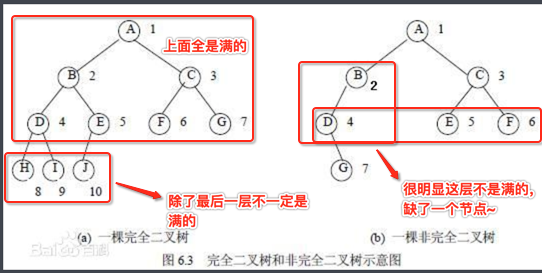 A 1
上面全是满的
B 2
C 3
D 4
E 5
F 6
G 7
H I J
8 9 10
除了最后一层不一定是
满的
(a) 一棵完全二叉树
A 1
B 2
C 3
D 4
E 5
F 6
G 7
很明显这层不是满的，
缺了一个节点~
(b) 一棵非完全二叉树
Bai 百科
图 6.3 完全二叉树和非完全二叉树示意图